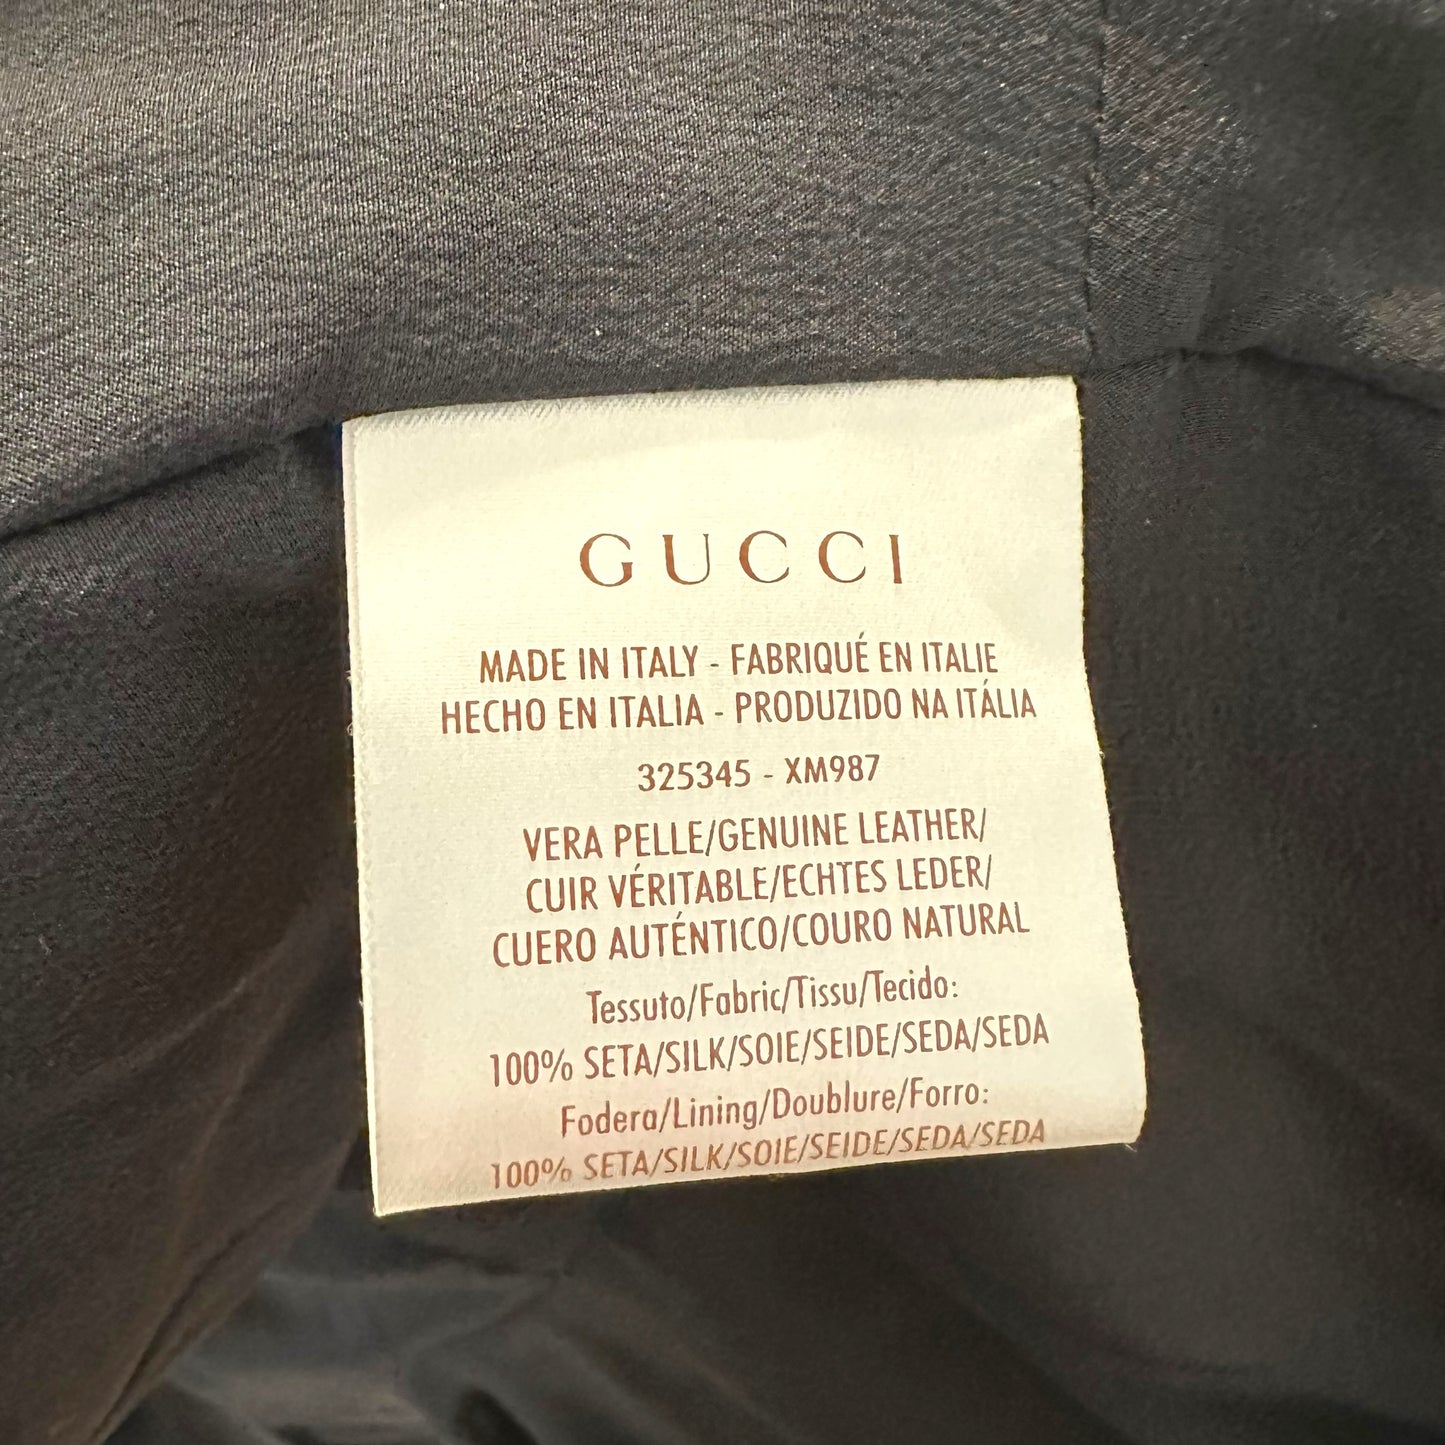 GUCCI
MADE IN ITALY - FABRIQUÉ EN ITALIE
HECHO EN ITALIA - PRODUZIDO NA ITÁLIA
325345 - XM987
VERA PELLE/GENUINE LEATHER/
CUIR VÉRITABLE/ECHTES LEDER/
CUERO AUTÉNTICO/COURO NATURAL
Tessuto/Fabric/Tissu/Tecido:
100% SETA/SILK/SOIE/SEIDE/SEDA/SEDA
Fodera/Lining/Doublure/Forro:
100% SETA/SILK/SOIE/SEIDE/SEDA/SEDA